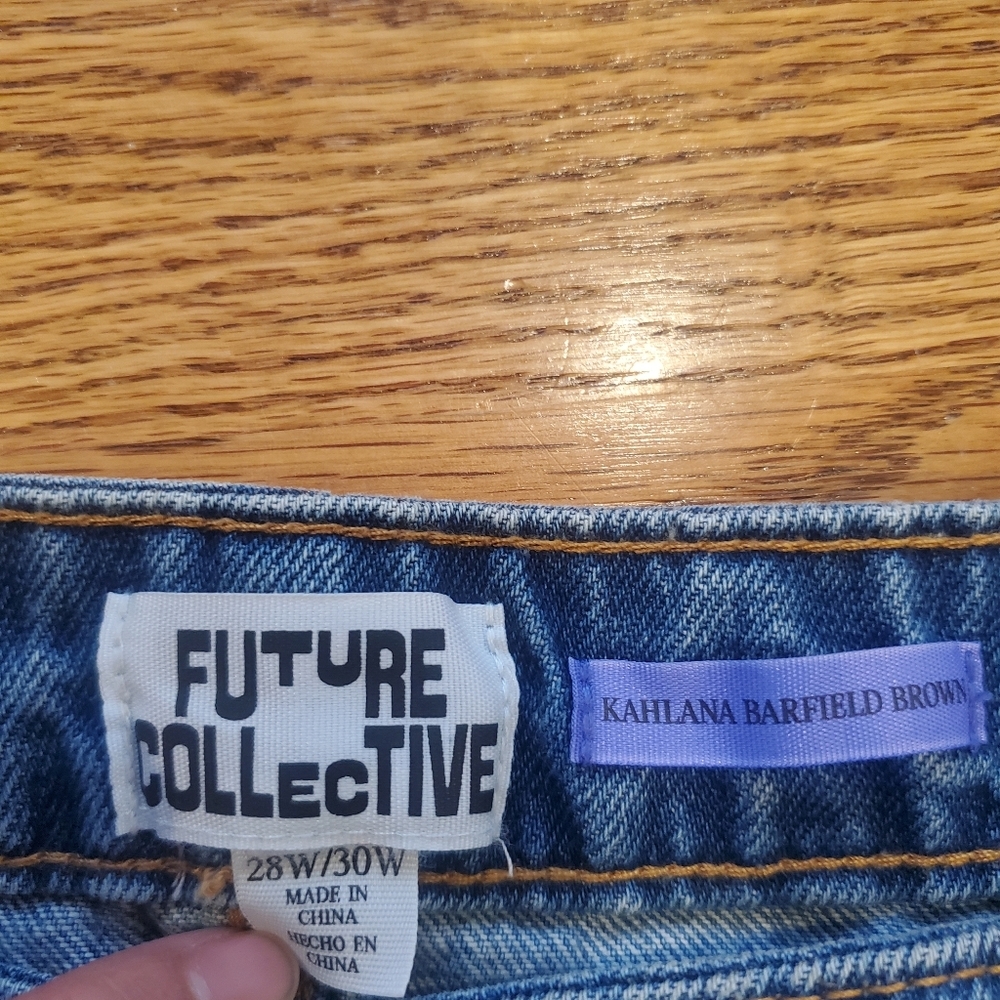 FUTURE
COLLECTIVE
KAHLANA BARFIELD BROWN
28W/30W
MADE IN
CHINA
HECHO EN
CHINA